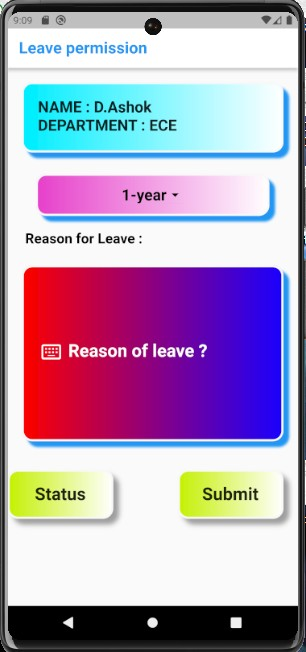 9:09
Leave permission
NAME : D.Ashok
DEPARTMENT : ECE
1-year
Reason for Leave :
Reason of leave ?
Status
Submit